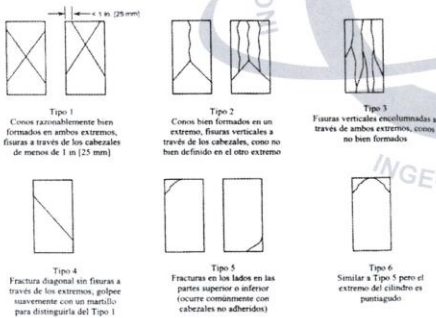 < 1 in [25 mm]
Tipo 1
Conos razonablemente bien
formados en ambos extremos,
fisuras a través de los cabezales
de menos de 1 in [25 mm]
Tipo 2
Conos bien formados en un
extremo, fisuras verticales a
través de los cabezales, cono no
bien definido en el otro extremo
Tipo 3
Fisuras verticales encolumnadas a
través de ambos extremos, conos
no bien formados
Tipo 4
Fractura diagonal sin fisuras a
través de los extremos; golpee
suavemente con un martillo
para distinguirla del Tipo 1
Tipo 5
Fracturas en los lados en las
partes superior o inferior
(ocurre comúnmente con
cabezales no adheridos)
Tipo 6
Similar a Tipo 5 pero el
extremo del cilindro es
puntiagudo
ING
INGE